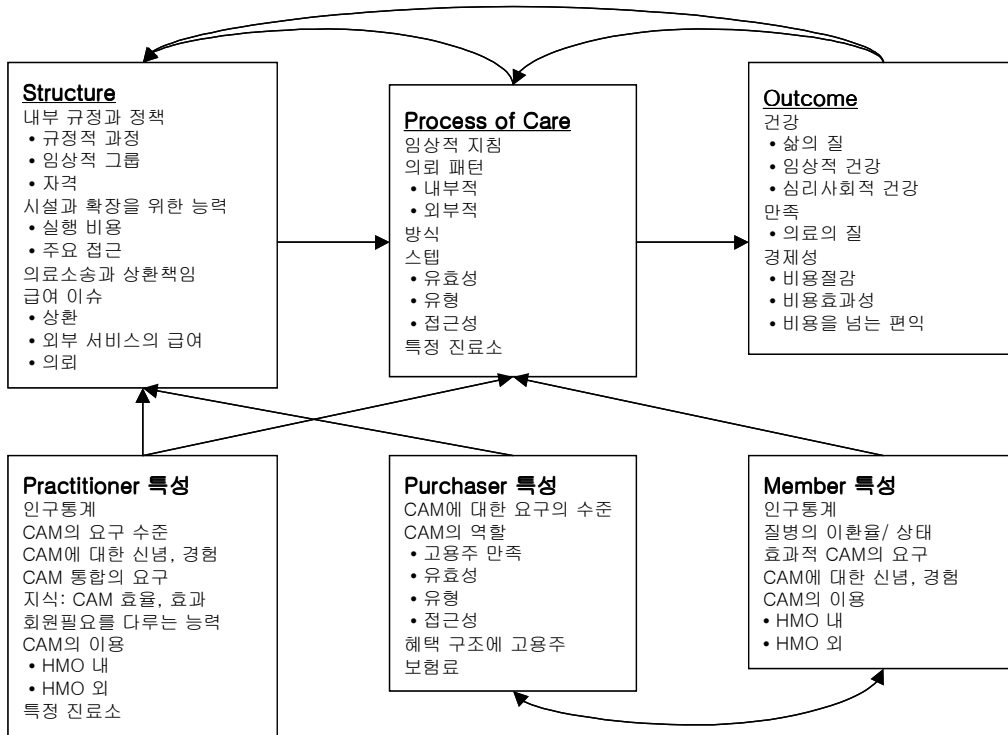 Structure
내부 규정과 정책
• 규정적 과정
• 임상적 그룹
• 자격
시설과 확장을 위한 능력
• 실행 비용
• 주요 접근
의료소송과 상환책임
급여 이슈
• 상환
• 외부 서비스의 급여
• 의뢰
Process of Care
임상적 지침
의뢰 패턴
• 내부적
• 외부적
방식
스텝
• 유효성
• 유형
• 접근성
특정 진료소
Outcome
건강
• 삶의 질
• 임상적 건강
• 심리사회적 건강
만족
• 의료의 질
경제성
• 비용절감
• 비용효과성
• 비용을 넘는 편익
Practitioner 특성
인구통계
CAM의 요구 수준
CAM에 대한 신념, 경험
CAM 통합의 요구
지식: CAM 효율, 효과
회원필요를 다루는 능력
CAM의 이용
• HMO 내
• HMO 외
특정 진료소
Purchaser 특성
CAM에 대한 요구의 수준
CAM의 역할
• 고용주 만족
• 유효성
• 유형
• 접근성
혜택 구조에 고용주
보험료
Member 특성
인구통계
질병의 이환율/ 상태
효과적 CAM의 요구
CAM에 대한 신념, 경험
CAM의 이용
• HMO 내
• HMO 외